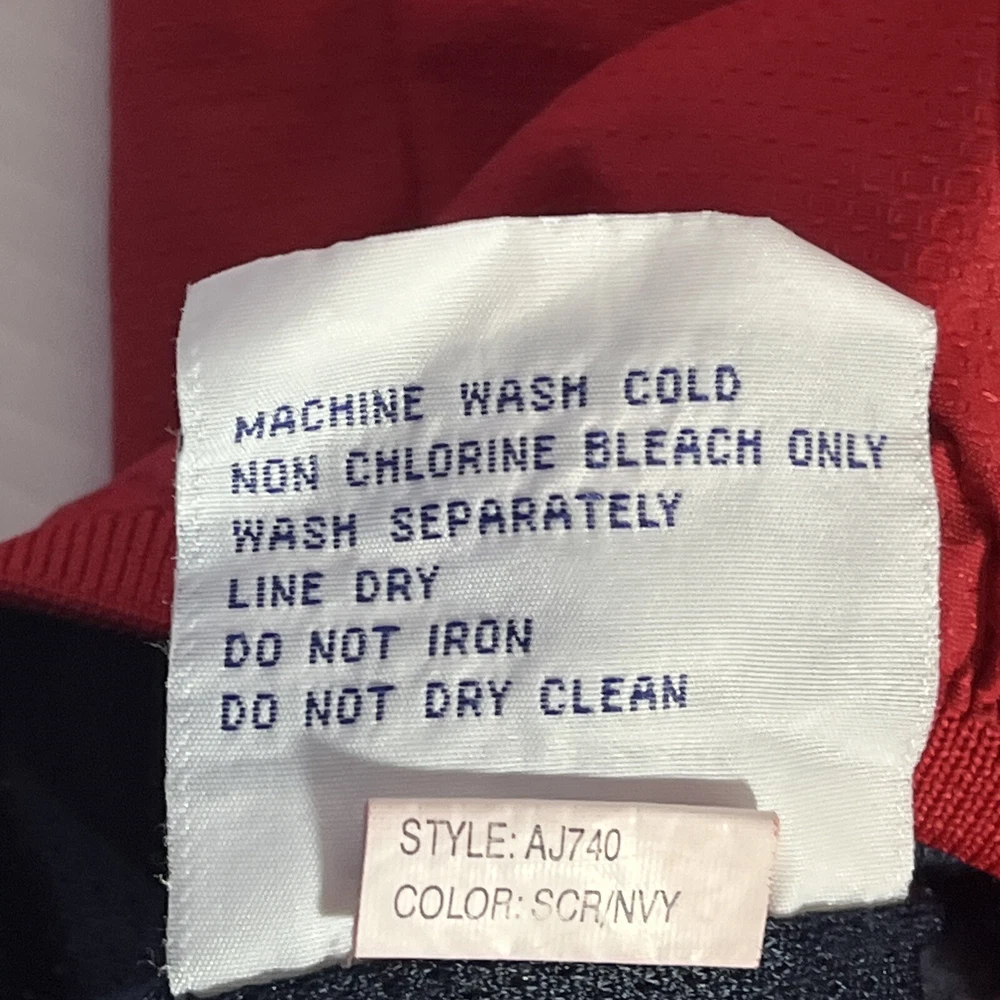 MACHINE WASH COLD
NON CHLORINE BLEACH ONLY
WASH SEPARATELY
LINE DRY
DO NOT IRON
DO NOT DRY CLEAN
STYLE: AJ740
COLOR: SCR/NVY